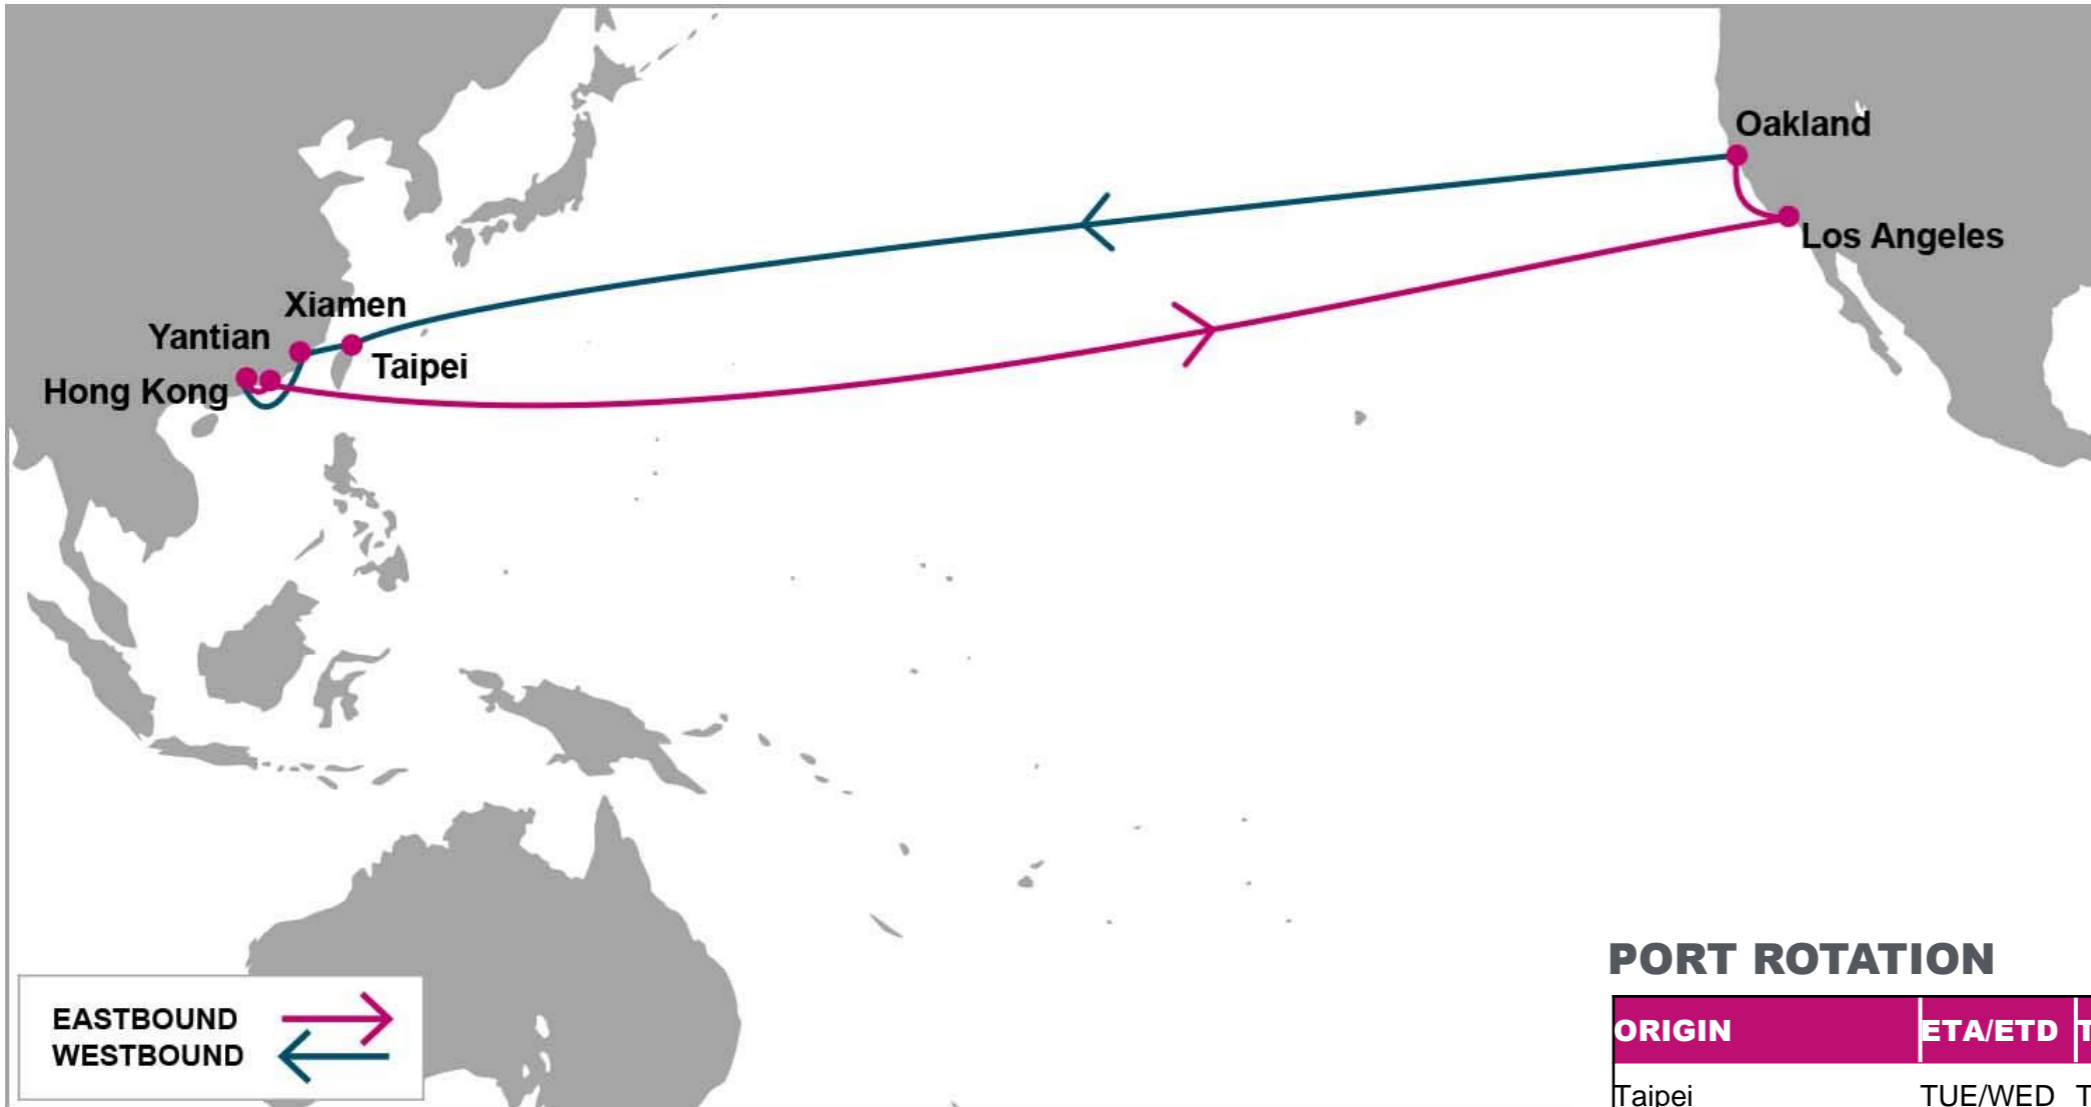 Oakland
Los Angeles
Xiamen
Yantian
Taipei
Hong Kong
EASTBOUND
WESTBOUND
PORT ROTATION
ORIGIN ETA/ETD T
Taipei TUE/WED T